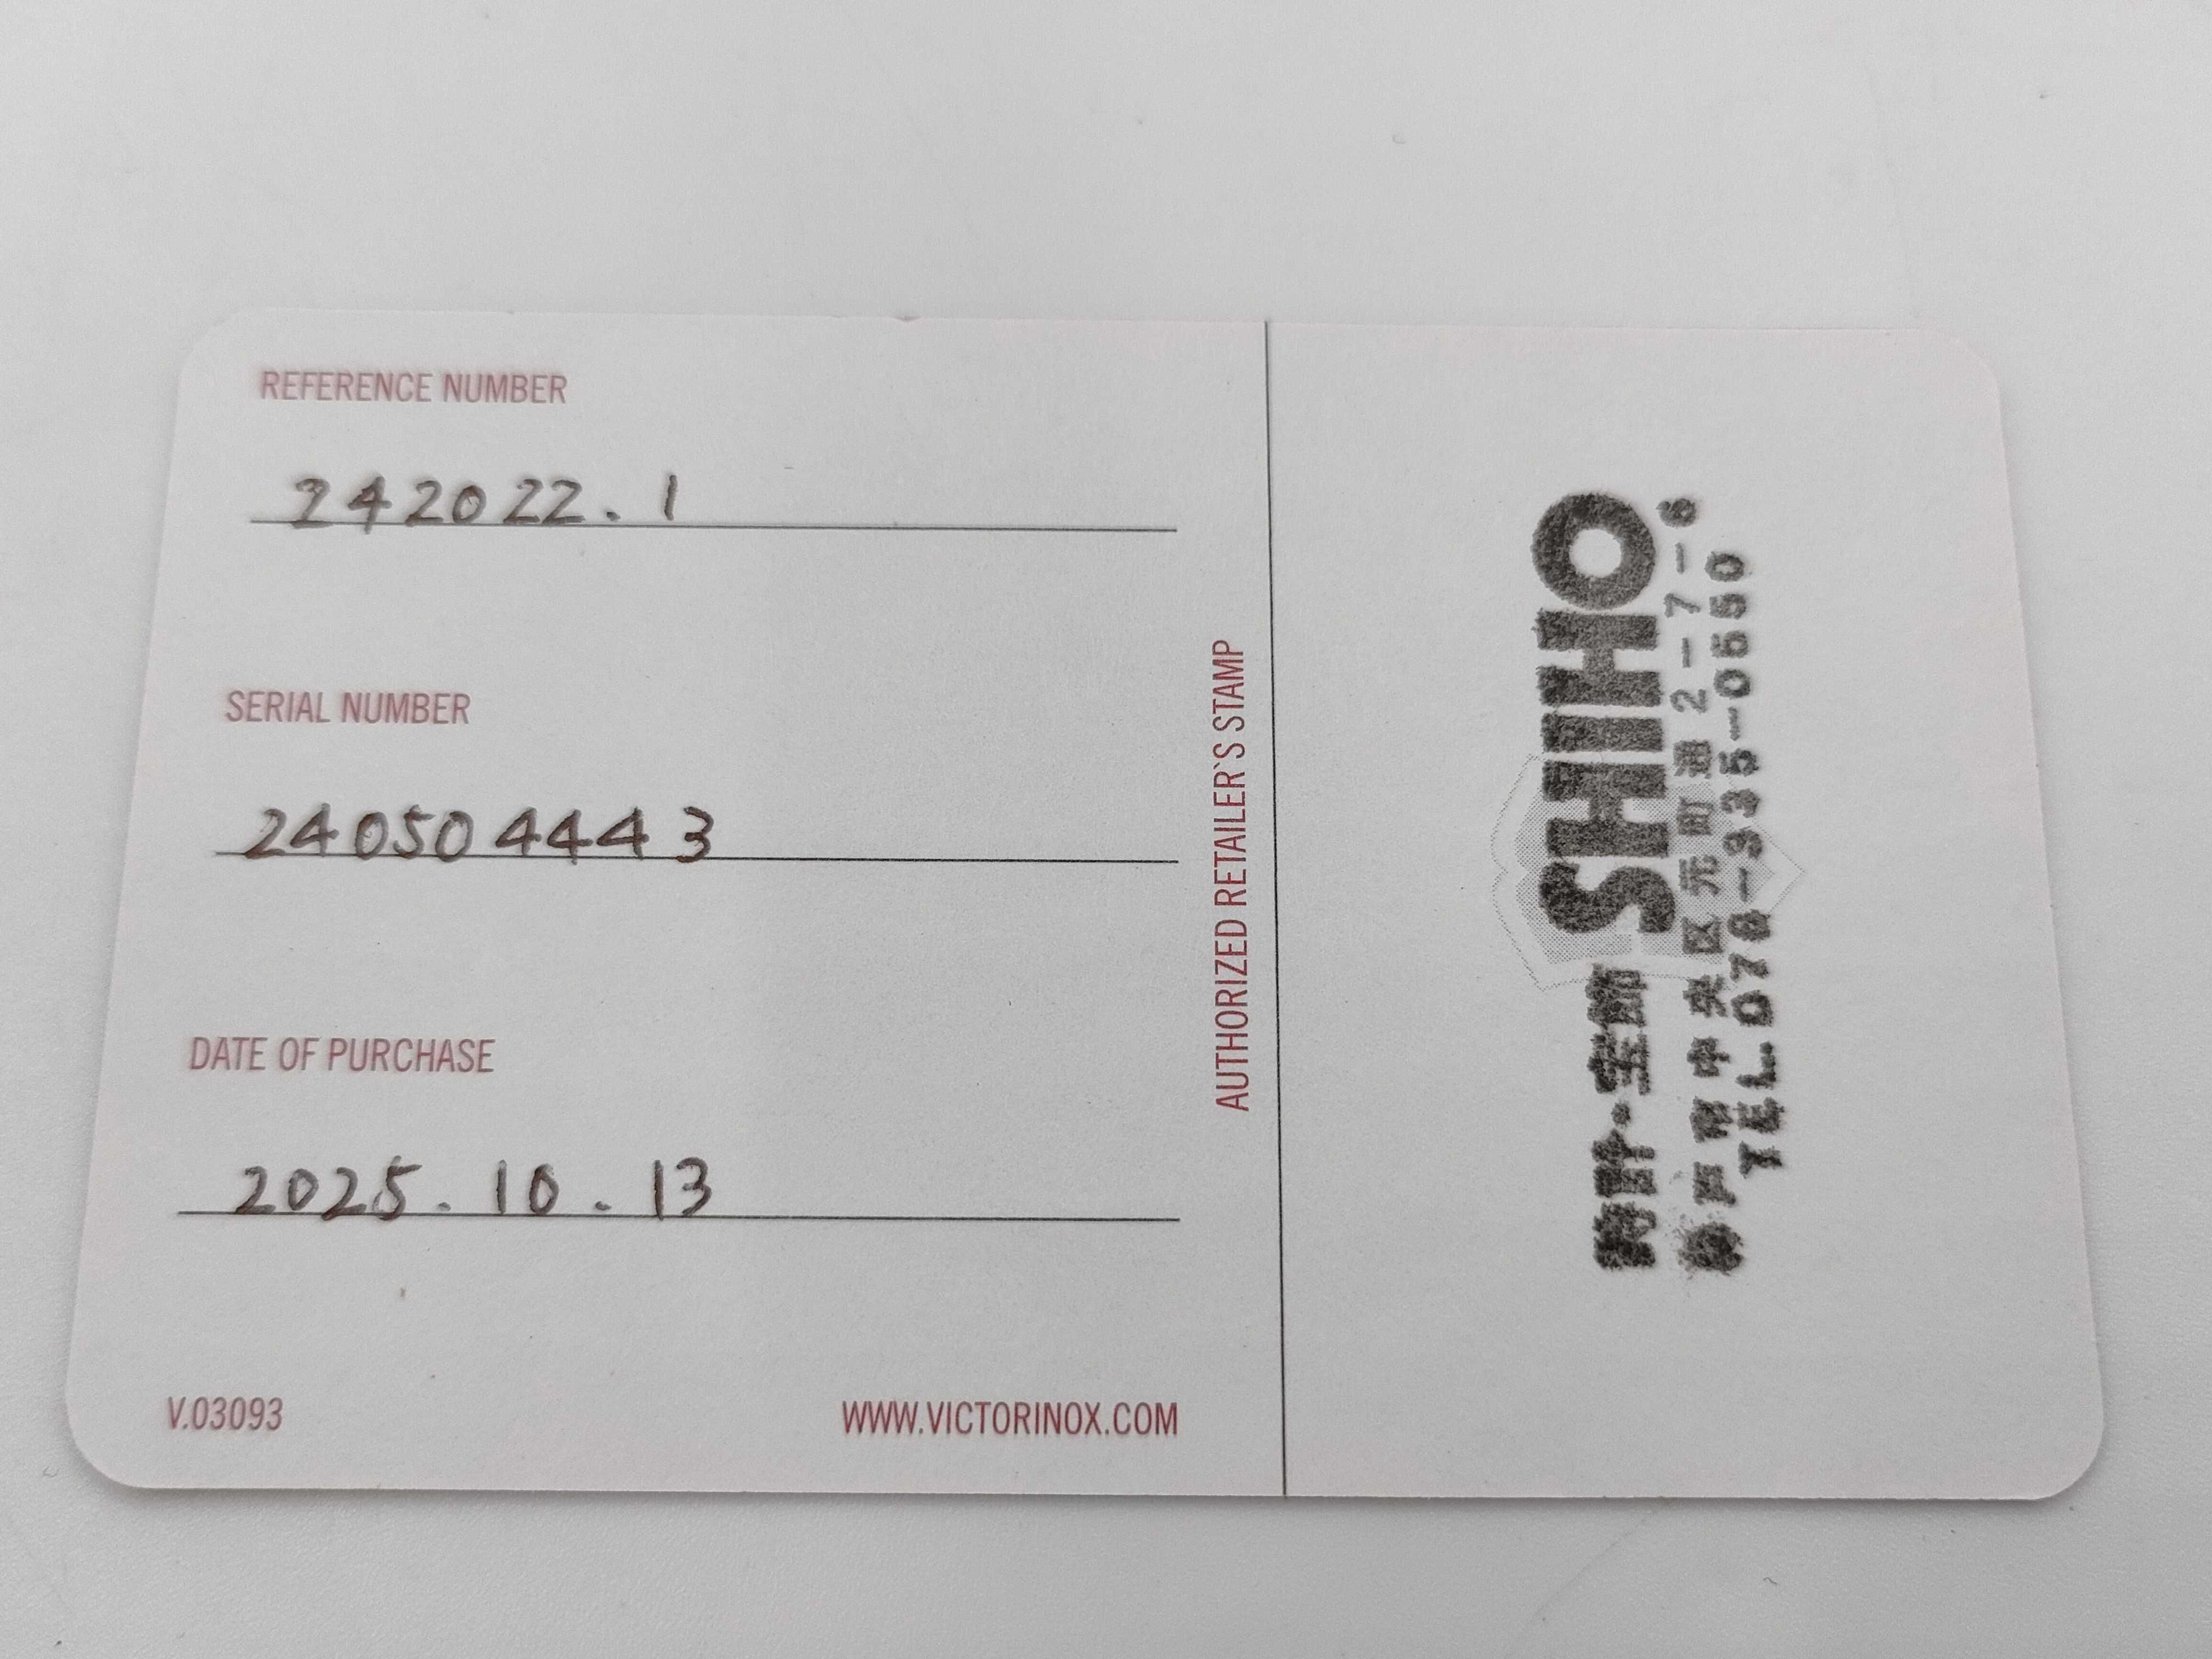 REFERENCE NUMBER
242022.1
SERIAL NUMBER
240504443
DATE OF PURCHASE
2025.10.13
V.03093
WWW.VICTORINOX.COM
AUTHORIZED RETAILER`S STAMP
時計・宝飾 SHIHO
神戸市中央区元町通2-7-6
TEL.078-935-0650